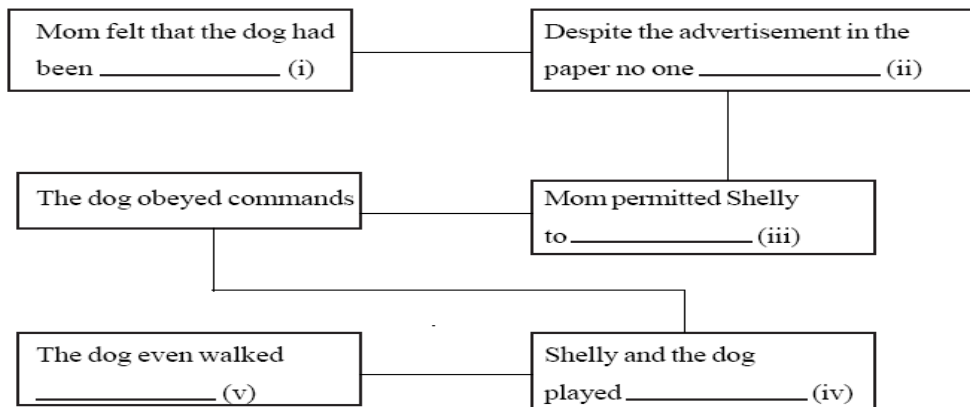 Mom felt that the dog had
been ____________ (i)
Despite the advertisement in the
paper no one ____________ (ii)
The dog obeyed commands
Mom permitted Shelly
to ____________ (iii)
The dog even walked
____________ (v)
Shelly and the dog
played ____________ (iv)